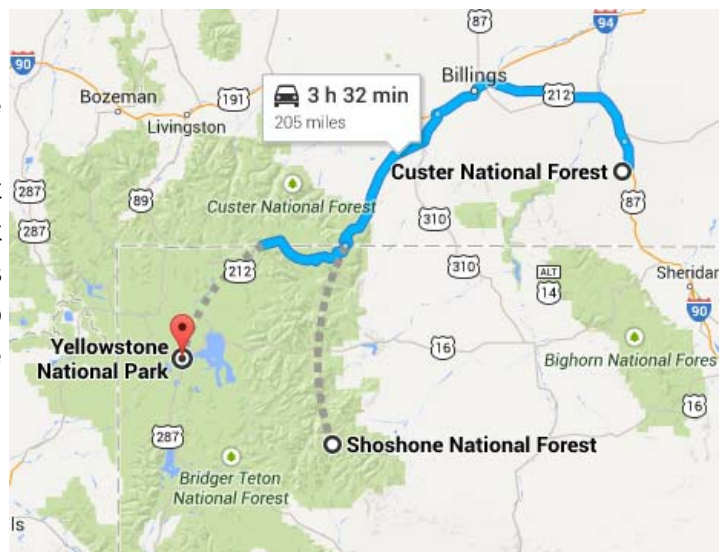 87
94
90
Billings
191
3 h 32 min
205 miles
212
Bozeman
Livingston
Custer National Forest
287
89
Custer National Forest
87
287
310
212
310
Sheridan
ALT
14
90
Yellowstone
National Park
16
Bighorn National Fores
16
287
Shoshone National Forest
Bridger Teton
National Forest
ls